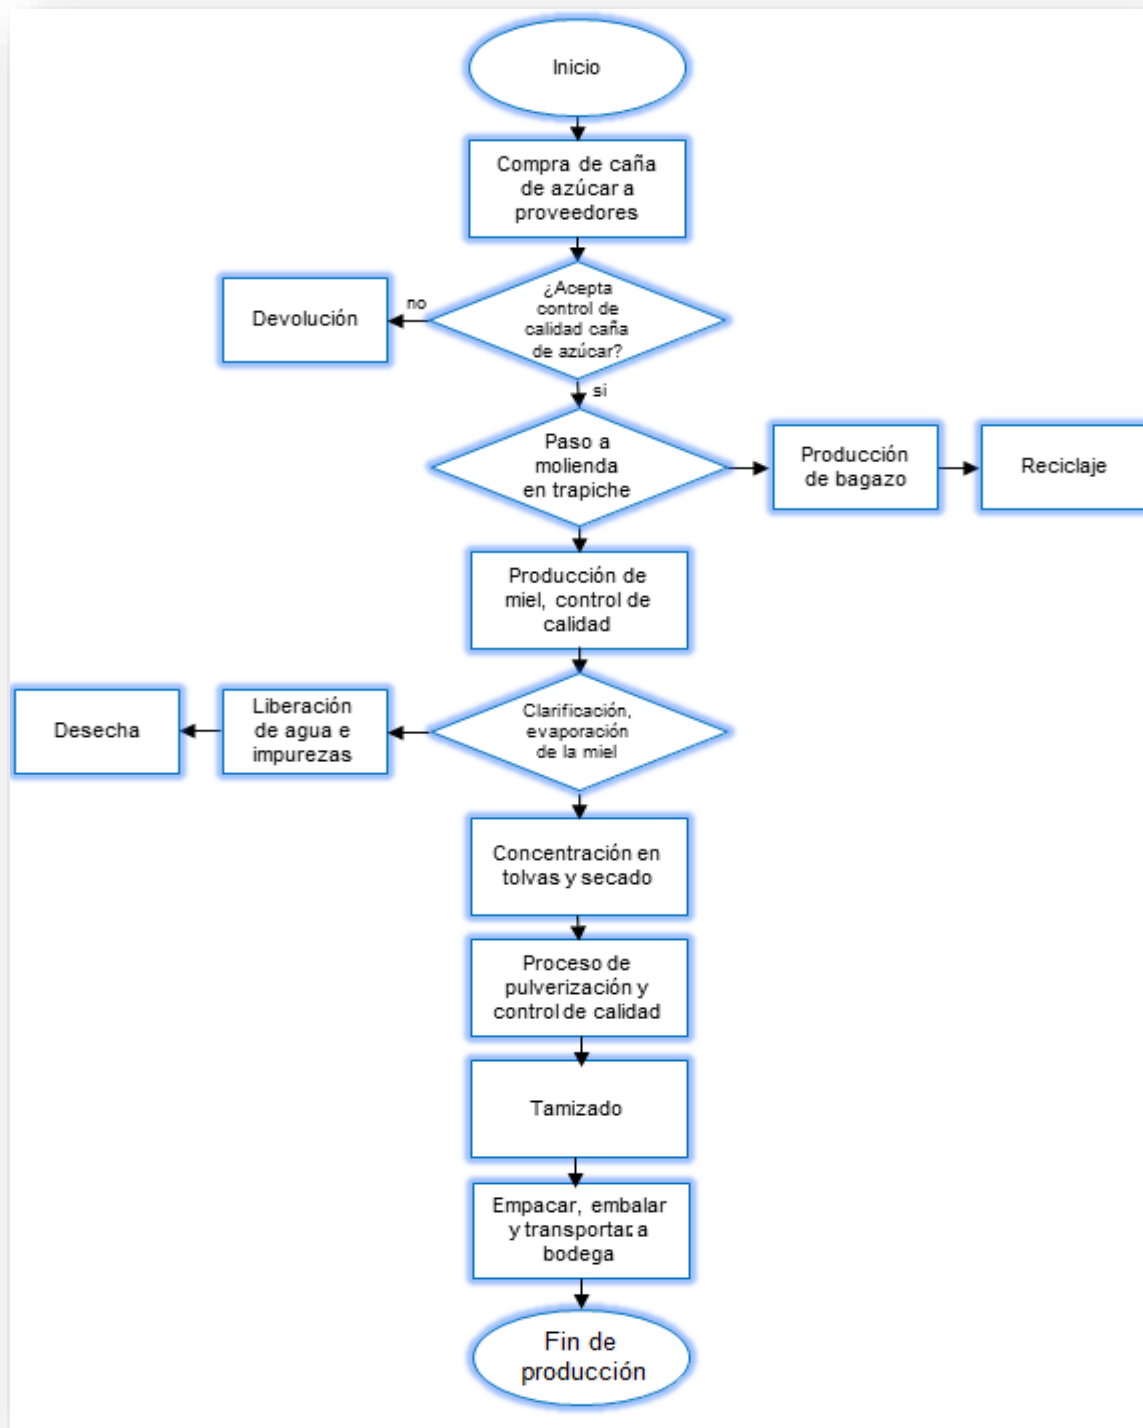 Inicio
Compra de caña
de azúcar a
proveedores
¿Acepta
control de
calidad caña
de azúcar?
no
Devolución
si
Paso a
molienda
en trapiche
Producción
de bagazo
Reciclaje
Producción de
miel, control de
calidad
Clarificación,
evaporación
de la miel
Liberación
de agua e
impurezas
Desecha
Concentración en
tolvas y secado
Proceso de
pulverización y
control de calidad
Tamizado
Empacar, embalar
y transportar a
bodega
Fin de
producción